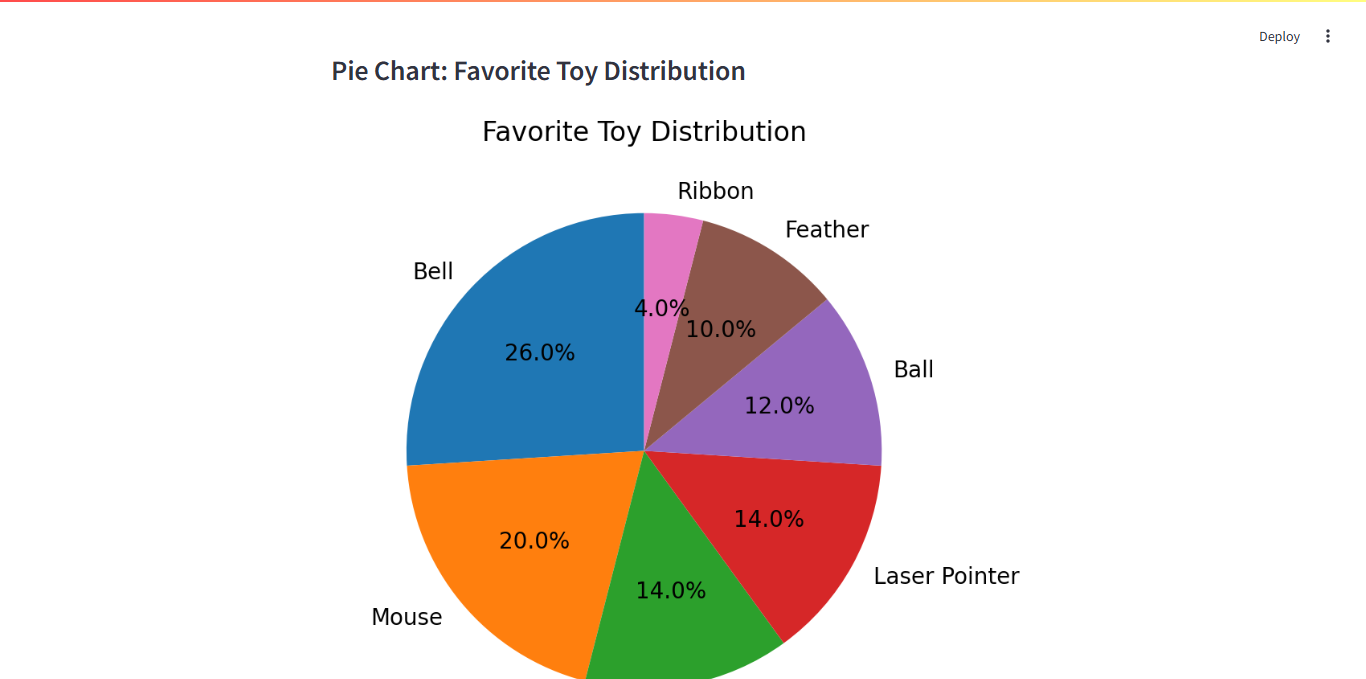 Deploy
Pie Chart: Favorite Toy Distribution
Favorite Toy Distribution
Ribbon
Feather
Bell
4.0%
10.0%
26.0%
Ball
12.0%
14.0%
20.0%
Laser Pointer
14.0%
Mouse